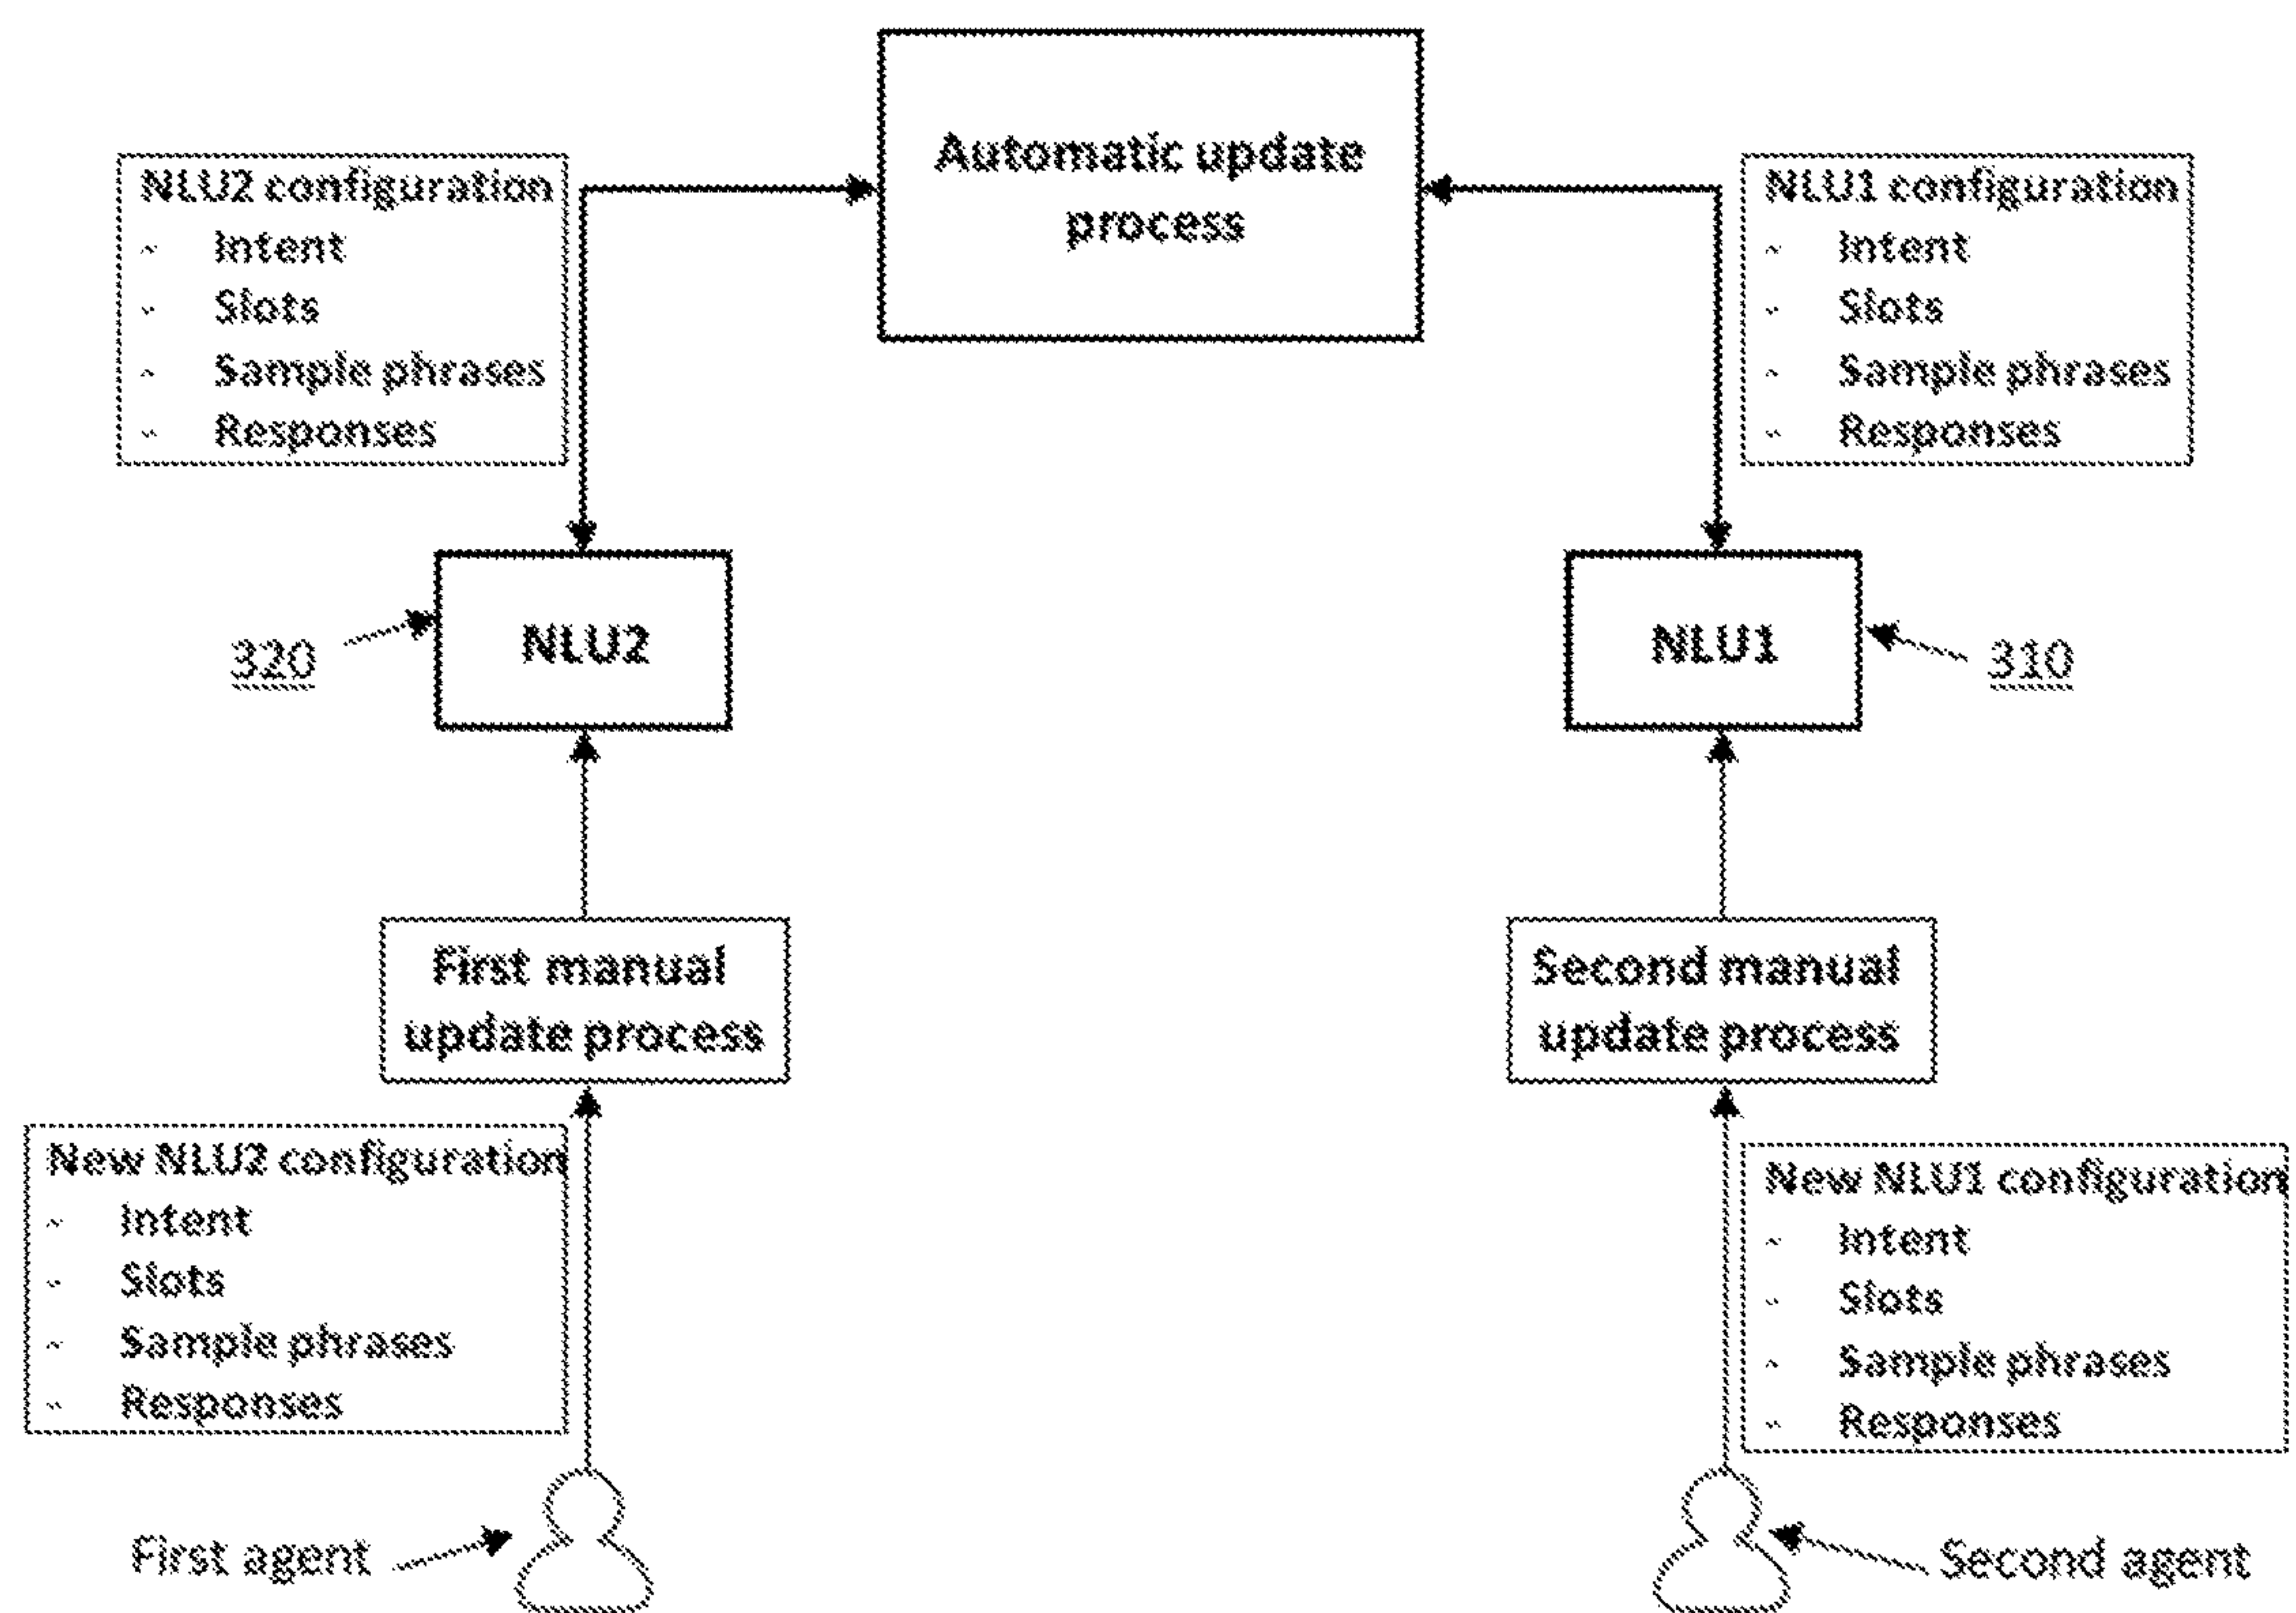 Automatic update
process
NLU2 configuration
- Intent
- Slots
- Sample phrases
- Responses
NLU1 configuration
- Intent
- Slots
- Sample phrases
- Responses
320
NLU2
NLU1
310
First manual
update process
Second manual
update process
New NLU2 configuration
- Intent
- Slots
- Sample phrases
- Responses
New NLU1 configuration
- Intent
- Slots
- Sample phrases
- Responses
First agent
Second agent